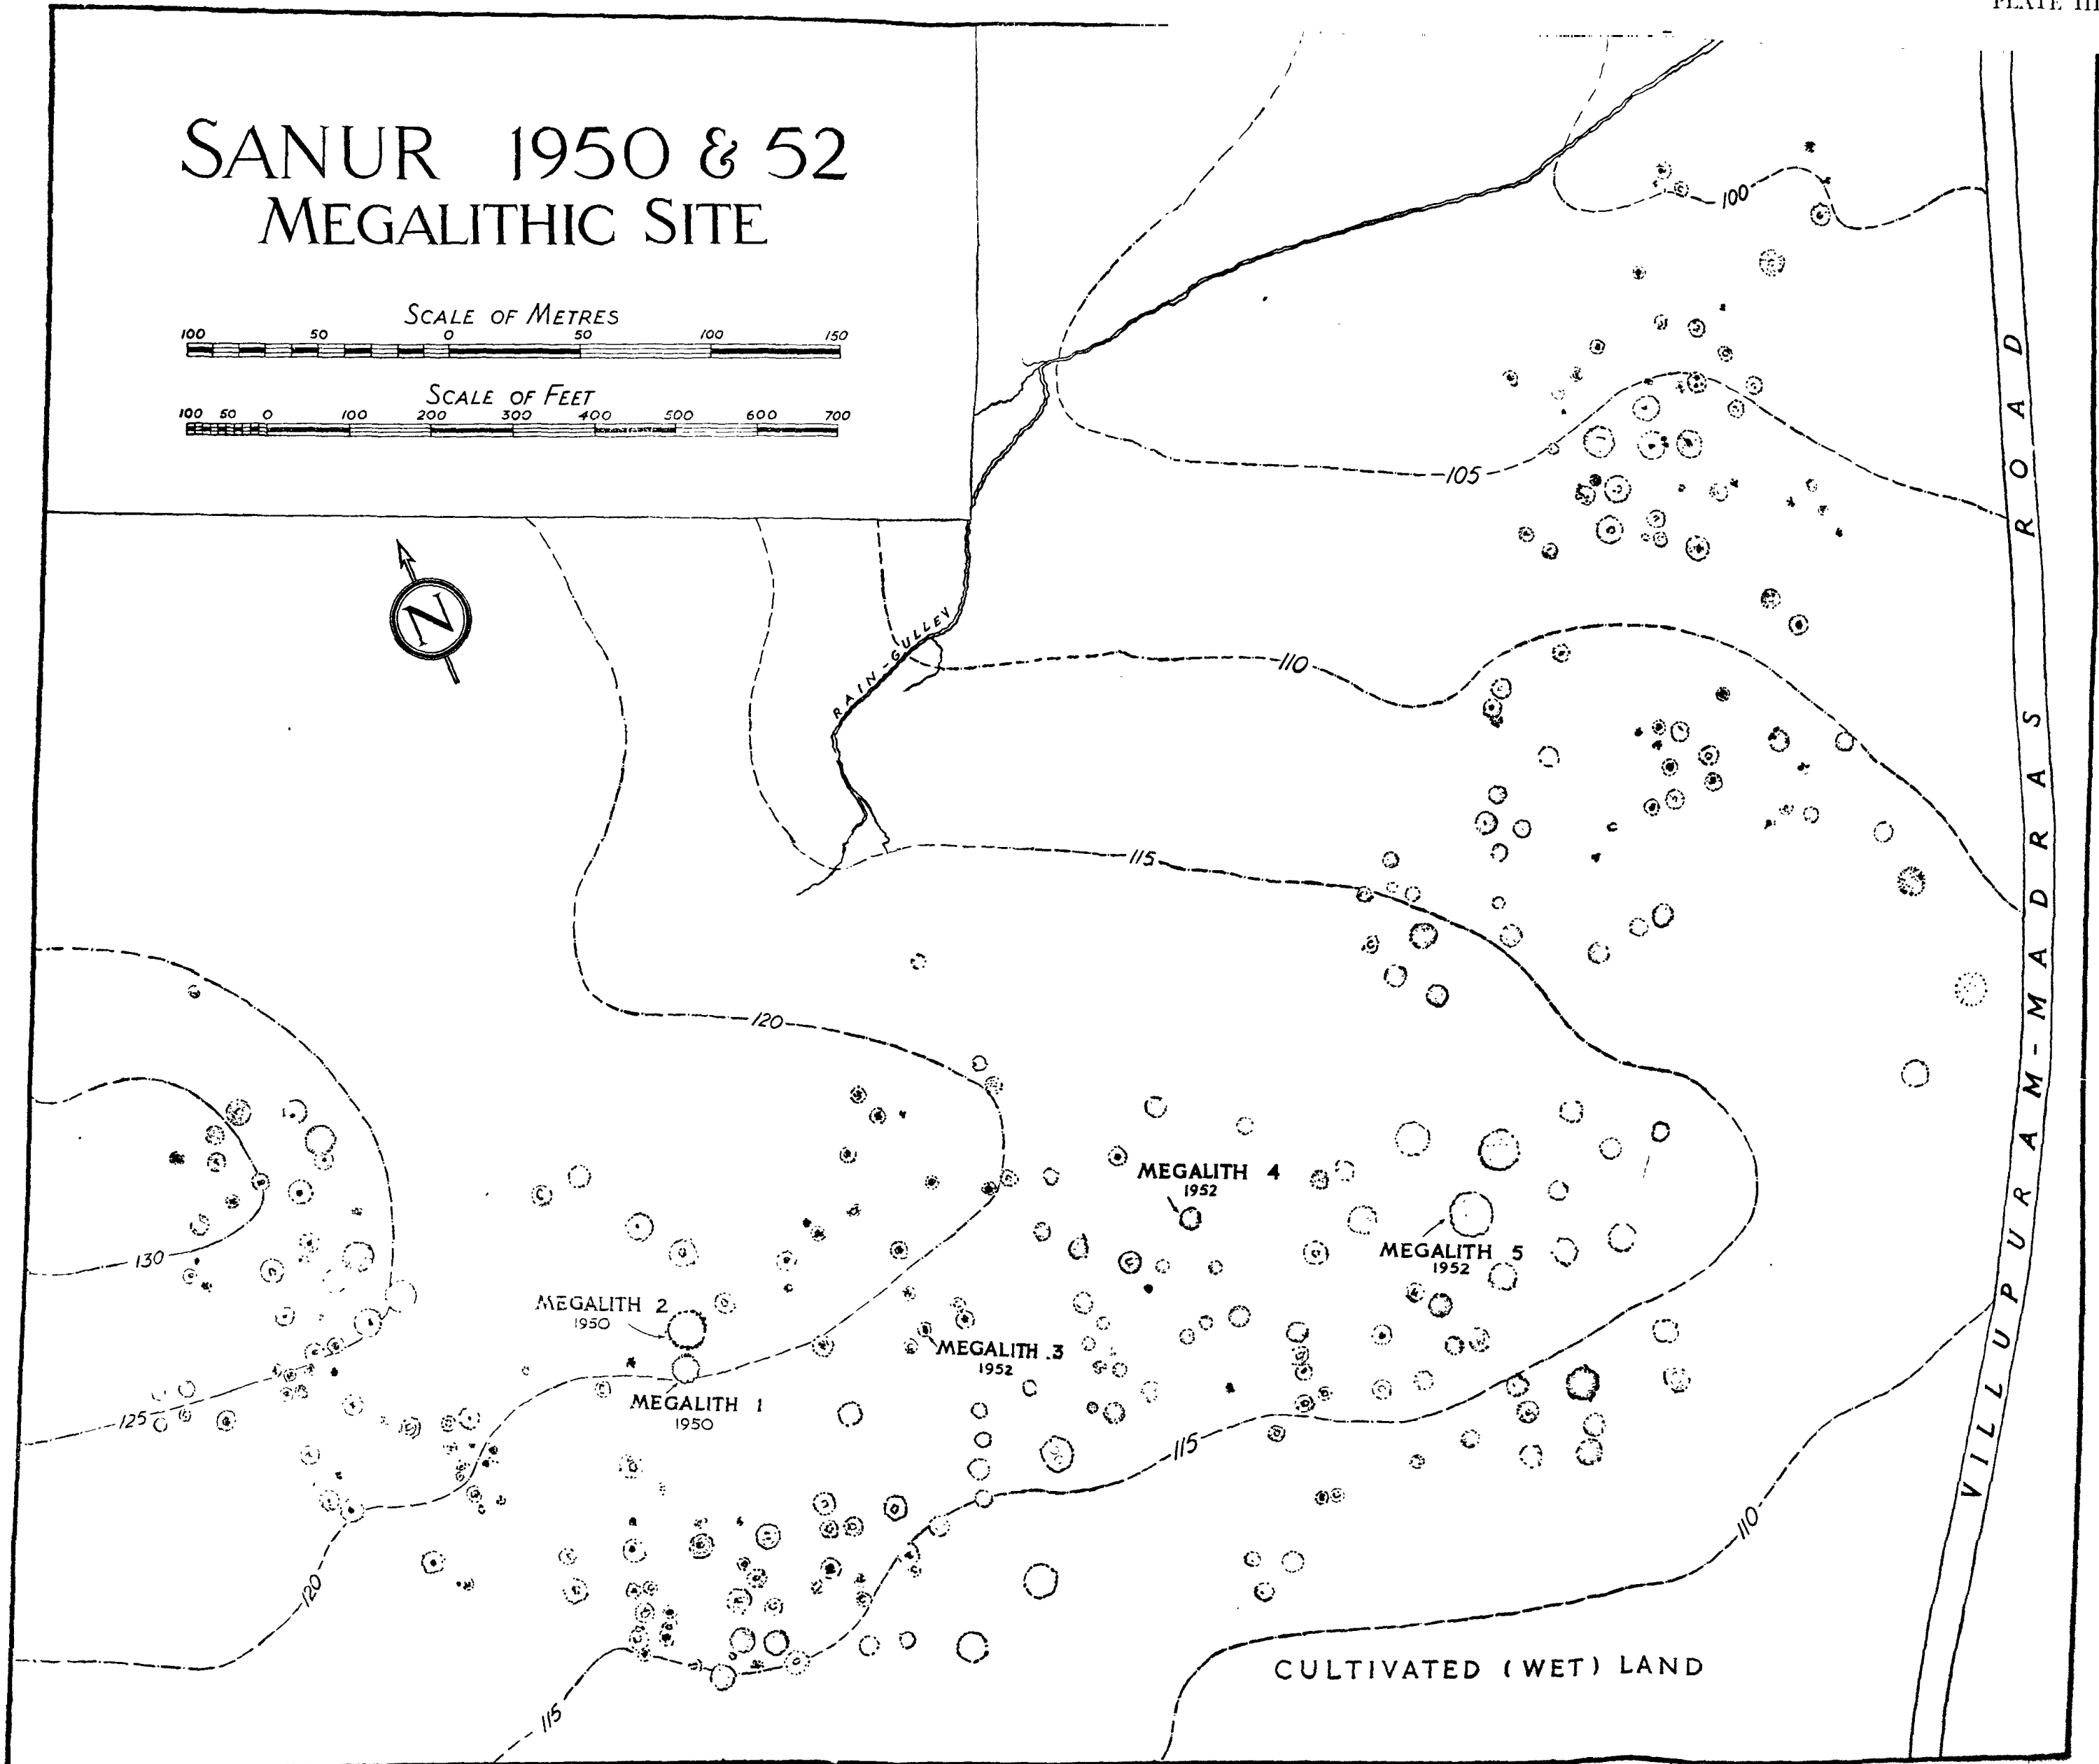 PLATE III
SANUR 1950 & 52
MEGALITHIC SITE
SCALE OF METRES
100 50 0 50 100 150
SCALE OF FEET
100 50 0 100 200 300 400 500 600 700
N
RAIN-GULLEY
100
105
110
115
120
130
125
120
115
115
110
MEGALITH 4
1952
MEGALITH 5
1952
MEGALITH 2
1950
MEGALITH .3
1952
MEGALITH 1
1950
VILLUPURAM-MADRAS ROAD
CULTIVATED (WET) LAND